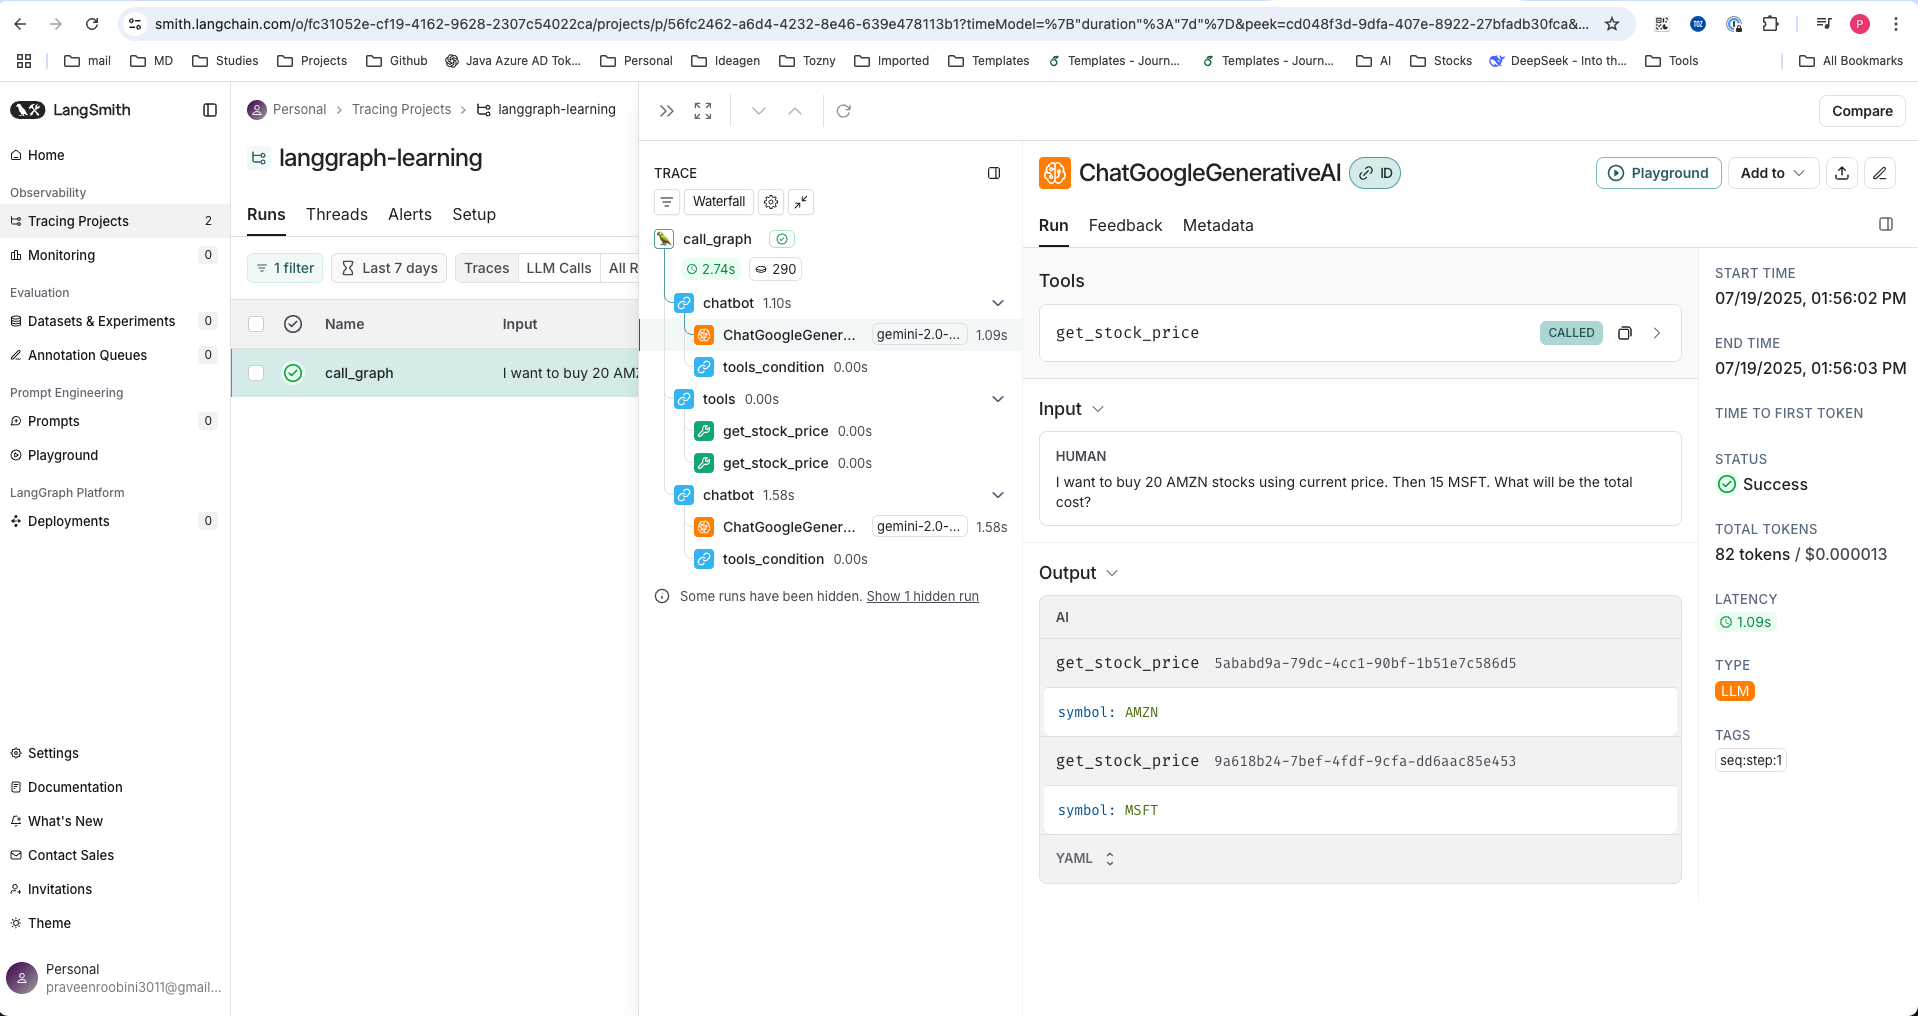 smith.langchain.com/o/fc31052e-cf19-4162-9628-2307c54022ca/projects/p/56fc2462-a6d4-4232-8e46-639e478113b1?timeModel=%7B"duration"%3A"7d"%7D&peek=cd048f3d-9dfa-407e-8922-27bfadb30fca&...
P
mail
MD
Studies
Projects
Github
Java Azure AD Tok...
Personal
Ideagen
Tozny
Imported
Templates
Templates - Journ...
Templates - Journ...
AI
Stocks
DeepSeek - Into th...
Tools
All Bookmarks
LangSmith
Home
Observability
Tracing Projects 2
Monitoring 0
Evaluation
Datasets & Experiments 0
Annotation Queues 0
Prompt Engineering
Prompts 0
Playground
LangGraph Platform
Deployments 0
Settings
Documentation
What's New
Contact Sales
Invitations
Theme
Personal
praveenroobini3011@gmail...
Personal > Tracing Projects > langgraph-learning
langgraph-learning
Runs Threads Alerts Setup
1 filter Last 7 days Traces LLM Calls All R
Name Input
call_graph I want to buy 20 AMZ
Compare
TRACE
Waterfall
call_graph
2.74s 290
chatbot 1.10s
ChatGoogleGener... gemini-2.0-... 1.09s
tools_condition 0.00s
tools 0.00s
get_stock_price 0.00s
get_stock_price 0.00s
chatbot 1.58s
ChatGoogleGener... gemini-2.0-... 1.58s
tools_condition 0.00s
Some runs have been hidden. Show 1 hidden run
ChatGoogleGenerativeAI ID
Playground Add to
Run Feedback Metadata
Tools
get_stock_price CALLED
Input
HUMAN
I want to buy 20 AMZN stocks using current price. Then 15 MSFT. What will be the total
cost?
Output
AI
get_stock_price 5ababd9a-79dc-4cc1-90bf-1b51e7c586d5
symbol: AMZN
get_stock_price 9a618b24-7bef-4fdf-9cfa-dd6aac85e453
symbol: MSFT
YAML
START TIME
07/19/2025, 01:56:02 PM
END TIME
07/19/2025, 01:56:03 PM
TIME TO FIRST TOKEN
STATUS
Success
TOTAL TOKENS
82 tokens / $0.000013
LATENCY
1.09s
TYPE
LLM
TAGS
seq:step:1